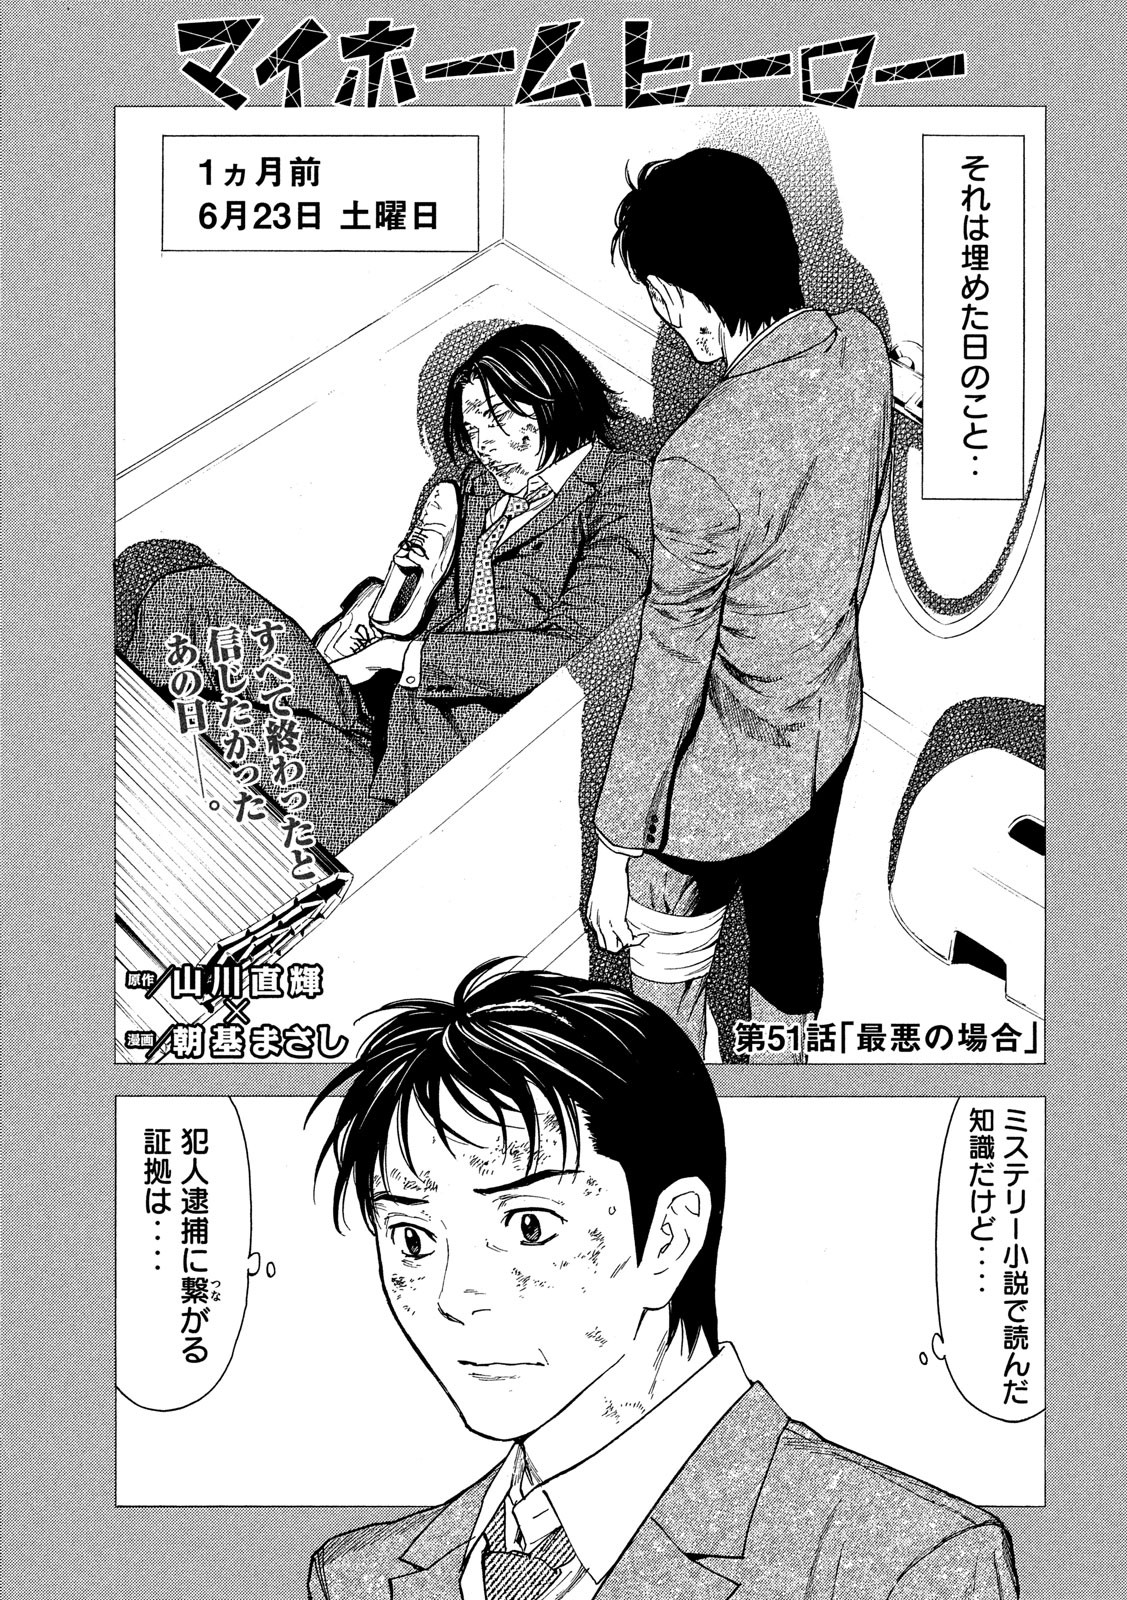 マイホームヒーロー
1ヵ月前
6月23日 土曜日
それは埋めた日のこと‥
すべて終わったと
信じたかった
あの日──。
原作/山川直輝
×
漫画/朝基まさし
第51話「最悪の場合」
ミステリー小説で読んだ
知識だけど‥‥
犯人逮捕に繋がる
つな
証拠は‥‥